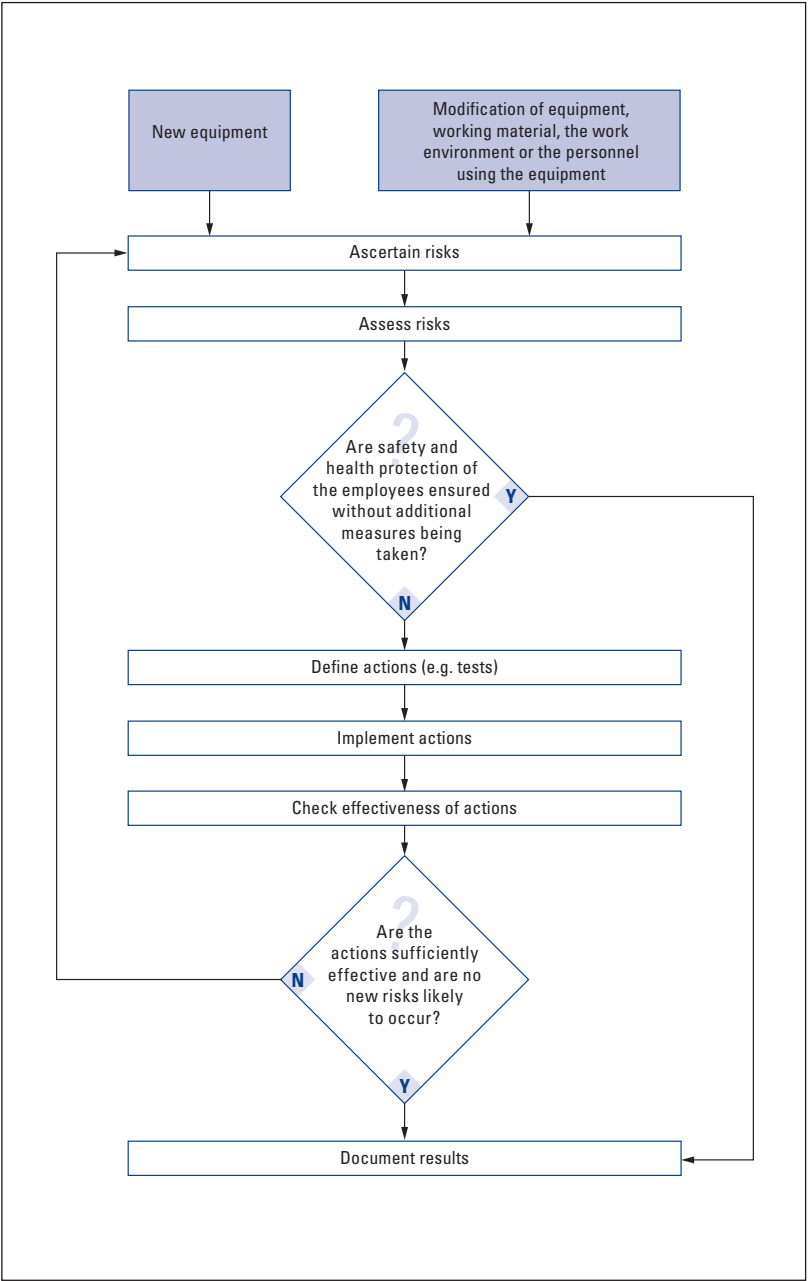 New equipment
Modification of equipment,
working material, the work
environment or the personnel
using the equipment
Ascertain risks
Assess risks
?
Are safety and
health protection of
the employees ensured
without additional
measures being
taken?
Y
N
Define actions (e.g. tests)
Implement actions
Check effectiveness of actions
?
Are the
actions sufficiently
effective and are no
new risks likely
to occur?
N
Y
Document results